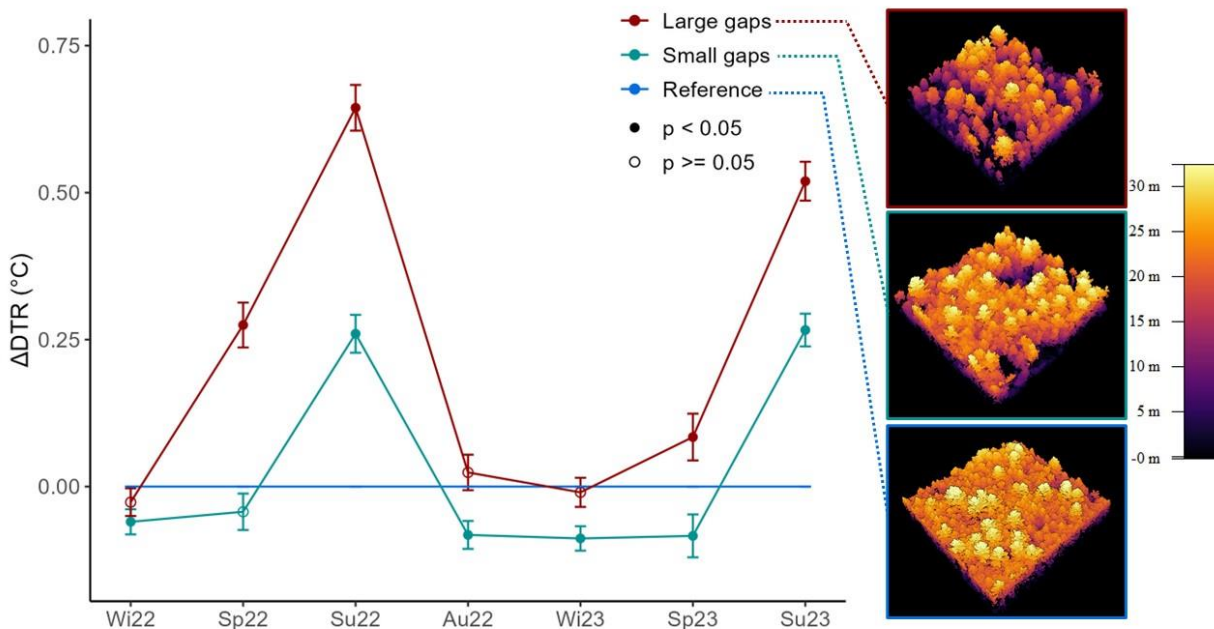 Large gaps
Small gaps
Reference
p < 0.05
p >= 0.05
0.75
0.50
0.25
0.00
ΔDTR (°C)
Wi22 Sp22 Su22 Au22 Wi23 Sp23 Su23
30 m
25 m
20 m
15 m
10 m
5 m
-0 m